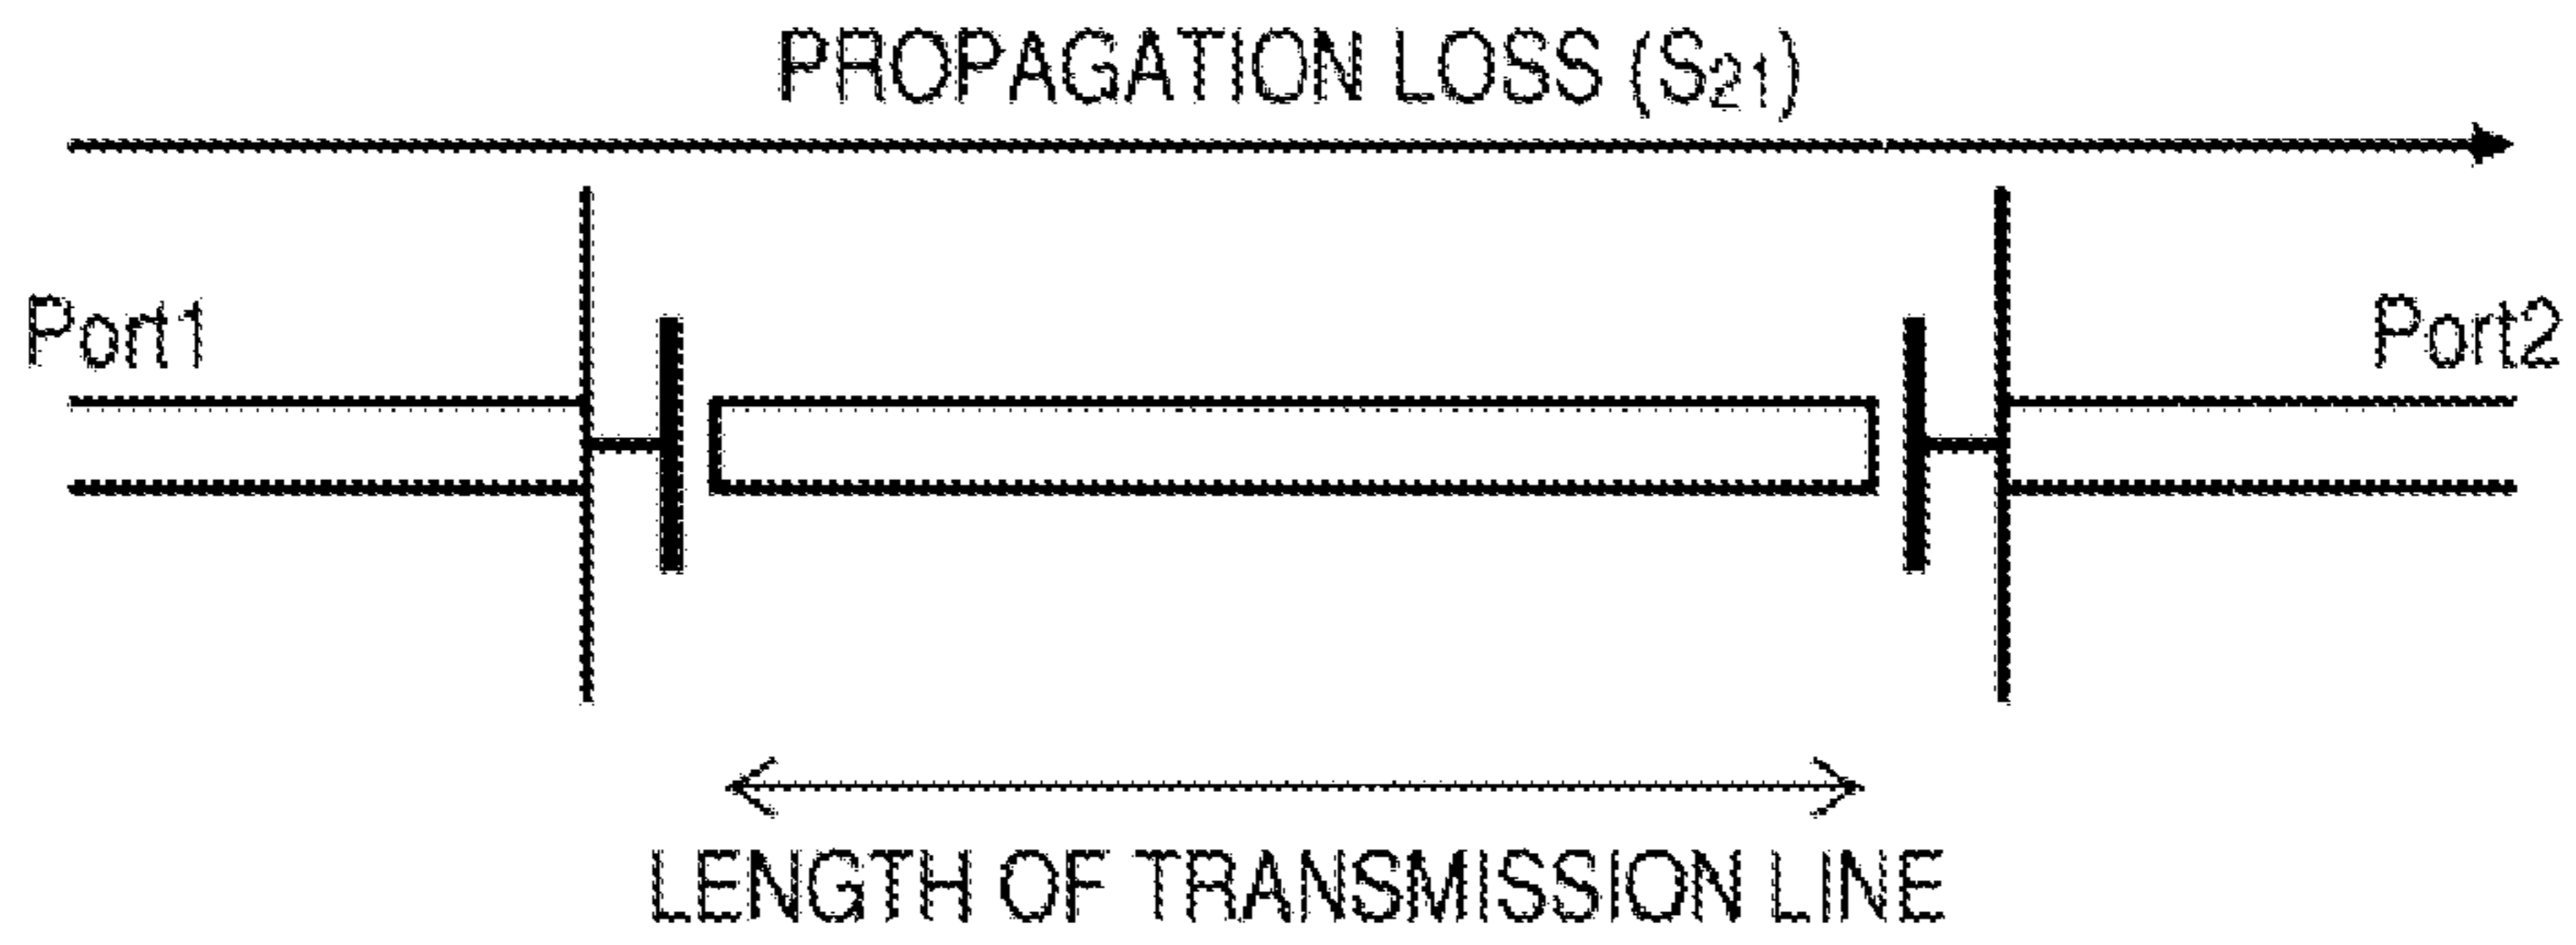 PROPAGATION LOSS (S21)
Port1
Port2
LENGTH OF TRANSMISSION LINE